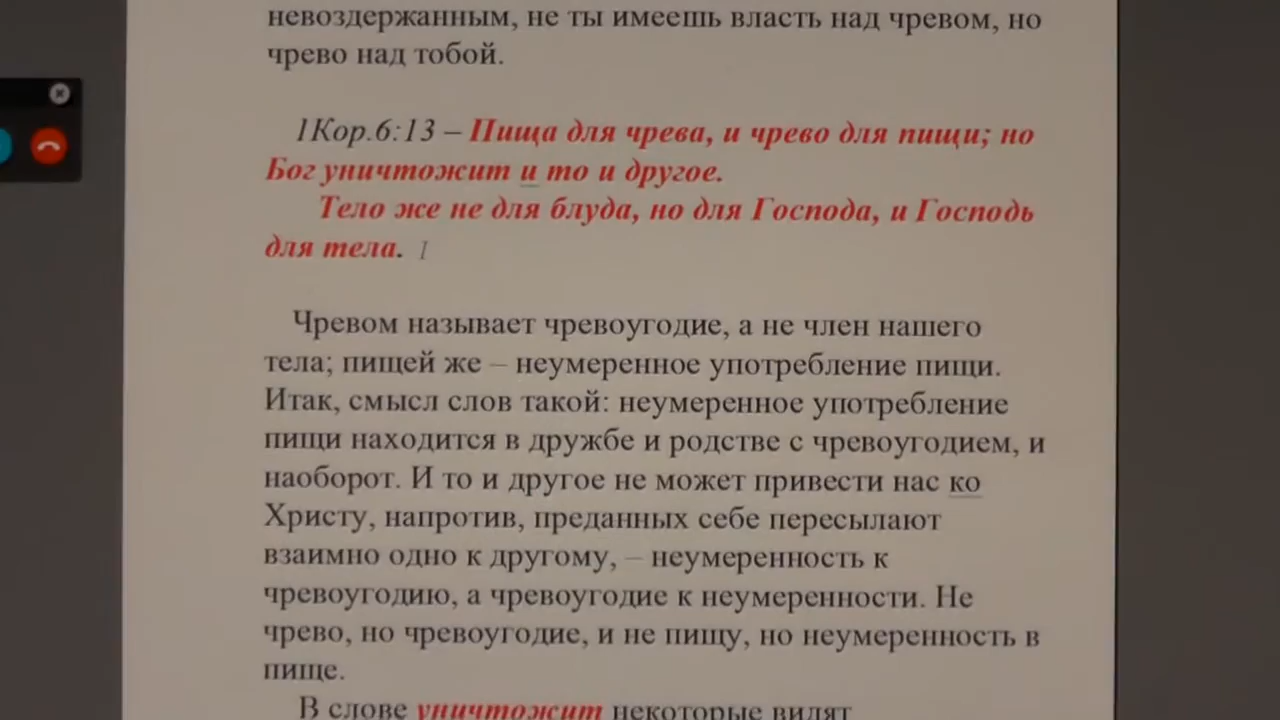 невоздержанным, не ты имеешь власть над чревом, но
чрево над тобой.
1Кор.6:13 – Пища для чрева, и чрево для пищи; но
Бог уничтожит и то и другое.
Тело же не для блуда, но для Господа, и Господь
для тела.
Чревом называет чревоугодие, а не член нашего
тела; пищей же – неумеренное употребление пищи.
Итак, смысл слов такой: неумеренное употребление
пищи находится в дружбе и родстве с чревоугодием, и
наоборот. И то и другое не может привести нас ко
Христу, напротив, преданных себе пересылают
взаимно одно к другому, – неумеренность к
чревоугодию, а чревоугодие к неумеренности. Не
чрево, но чревоугодие, и не пищу, но неумеренность в
пище.
В слове уничтожит некоторые видят